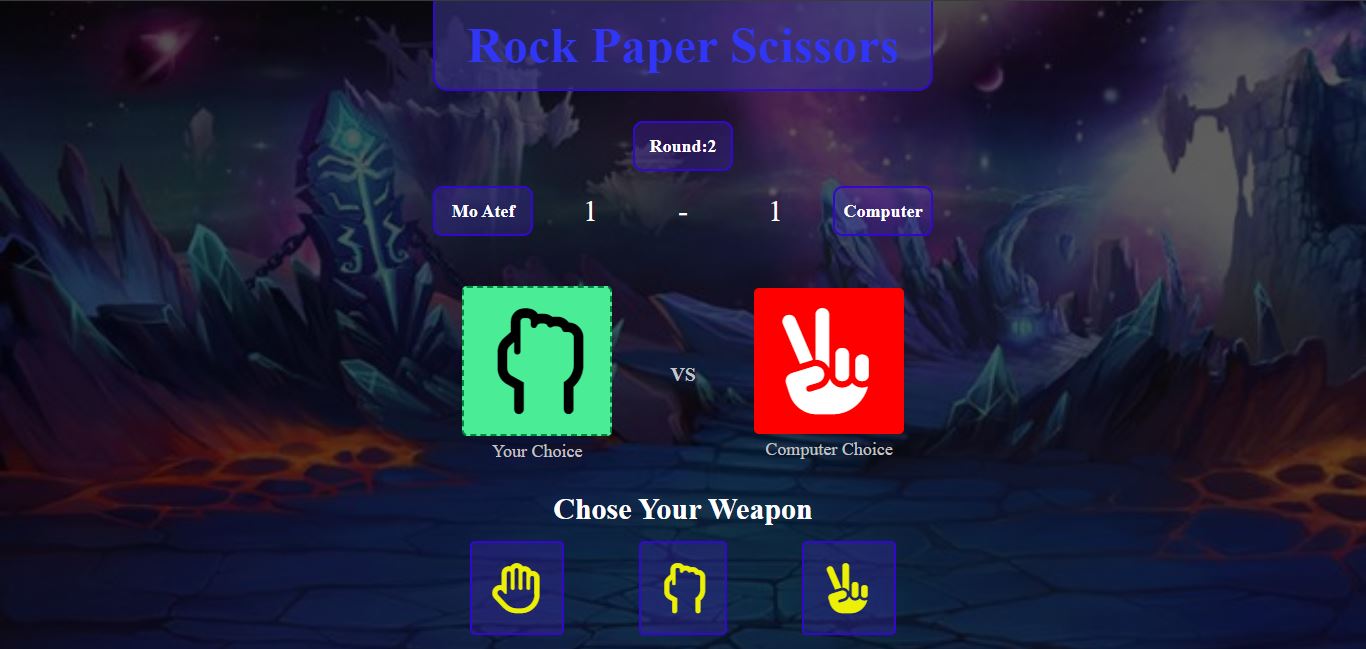 Rock Paper Scissors
Round:2
Mo Atef 1 - 1 Computer
VS
Your Choice
Computer Choice
Chose Your Weapon